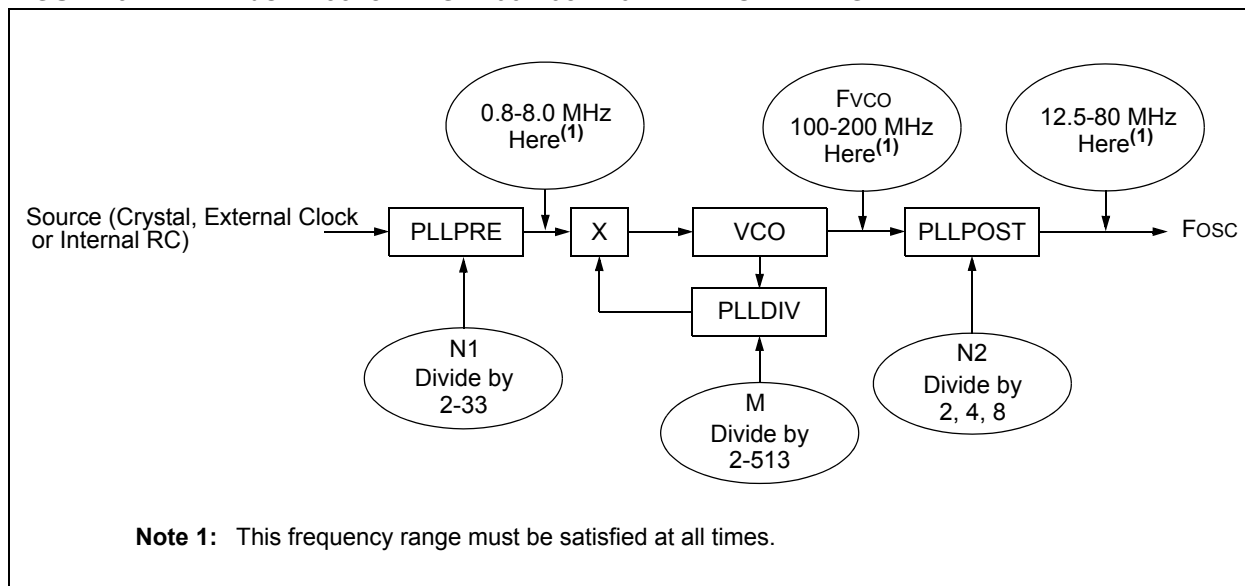 0.8-8.0 MHz
Here(1)
FVCO
100-200 MHz
Here(1)
12.5-80 MHz
Here(1)
Source (Crystal, External Clock
or Internal RC)
PLLPRE
X
VCO
PLLPOST
FOSC
PLLDIV
N1
Divide by
2-33
M
Divide by
2-513
N2
Divide by
2, 4, 8
Note 1: This frequency range must be satisfied at all times.